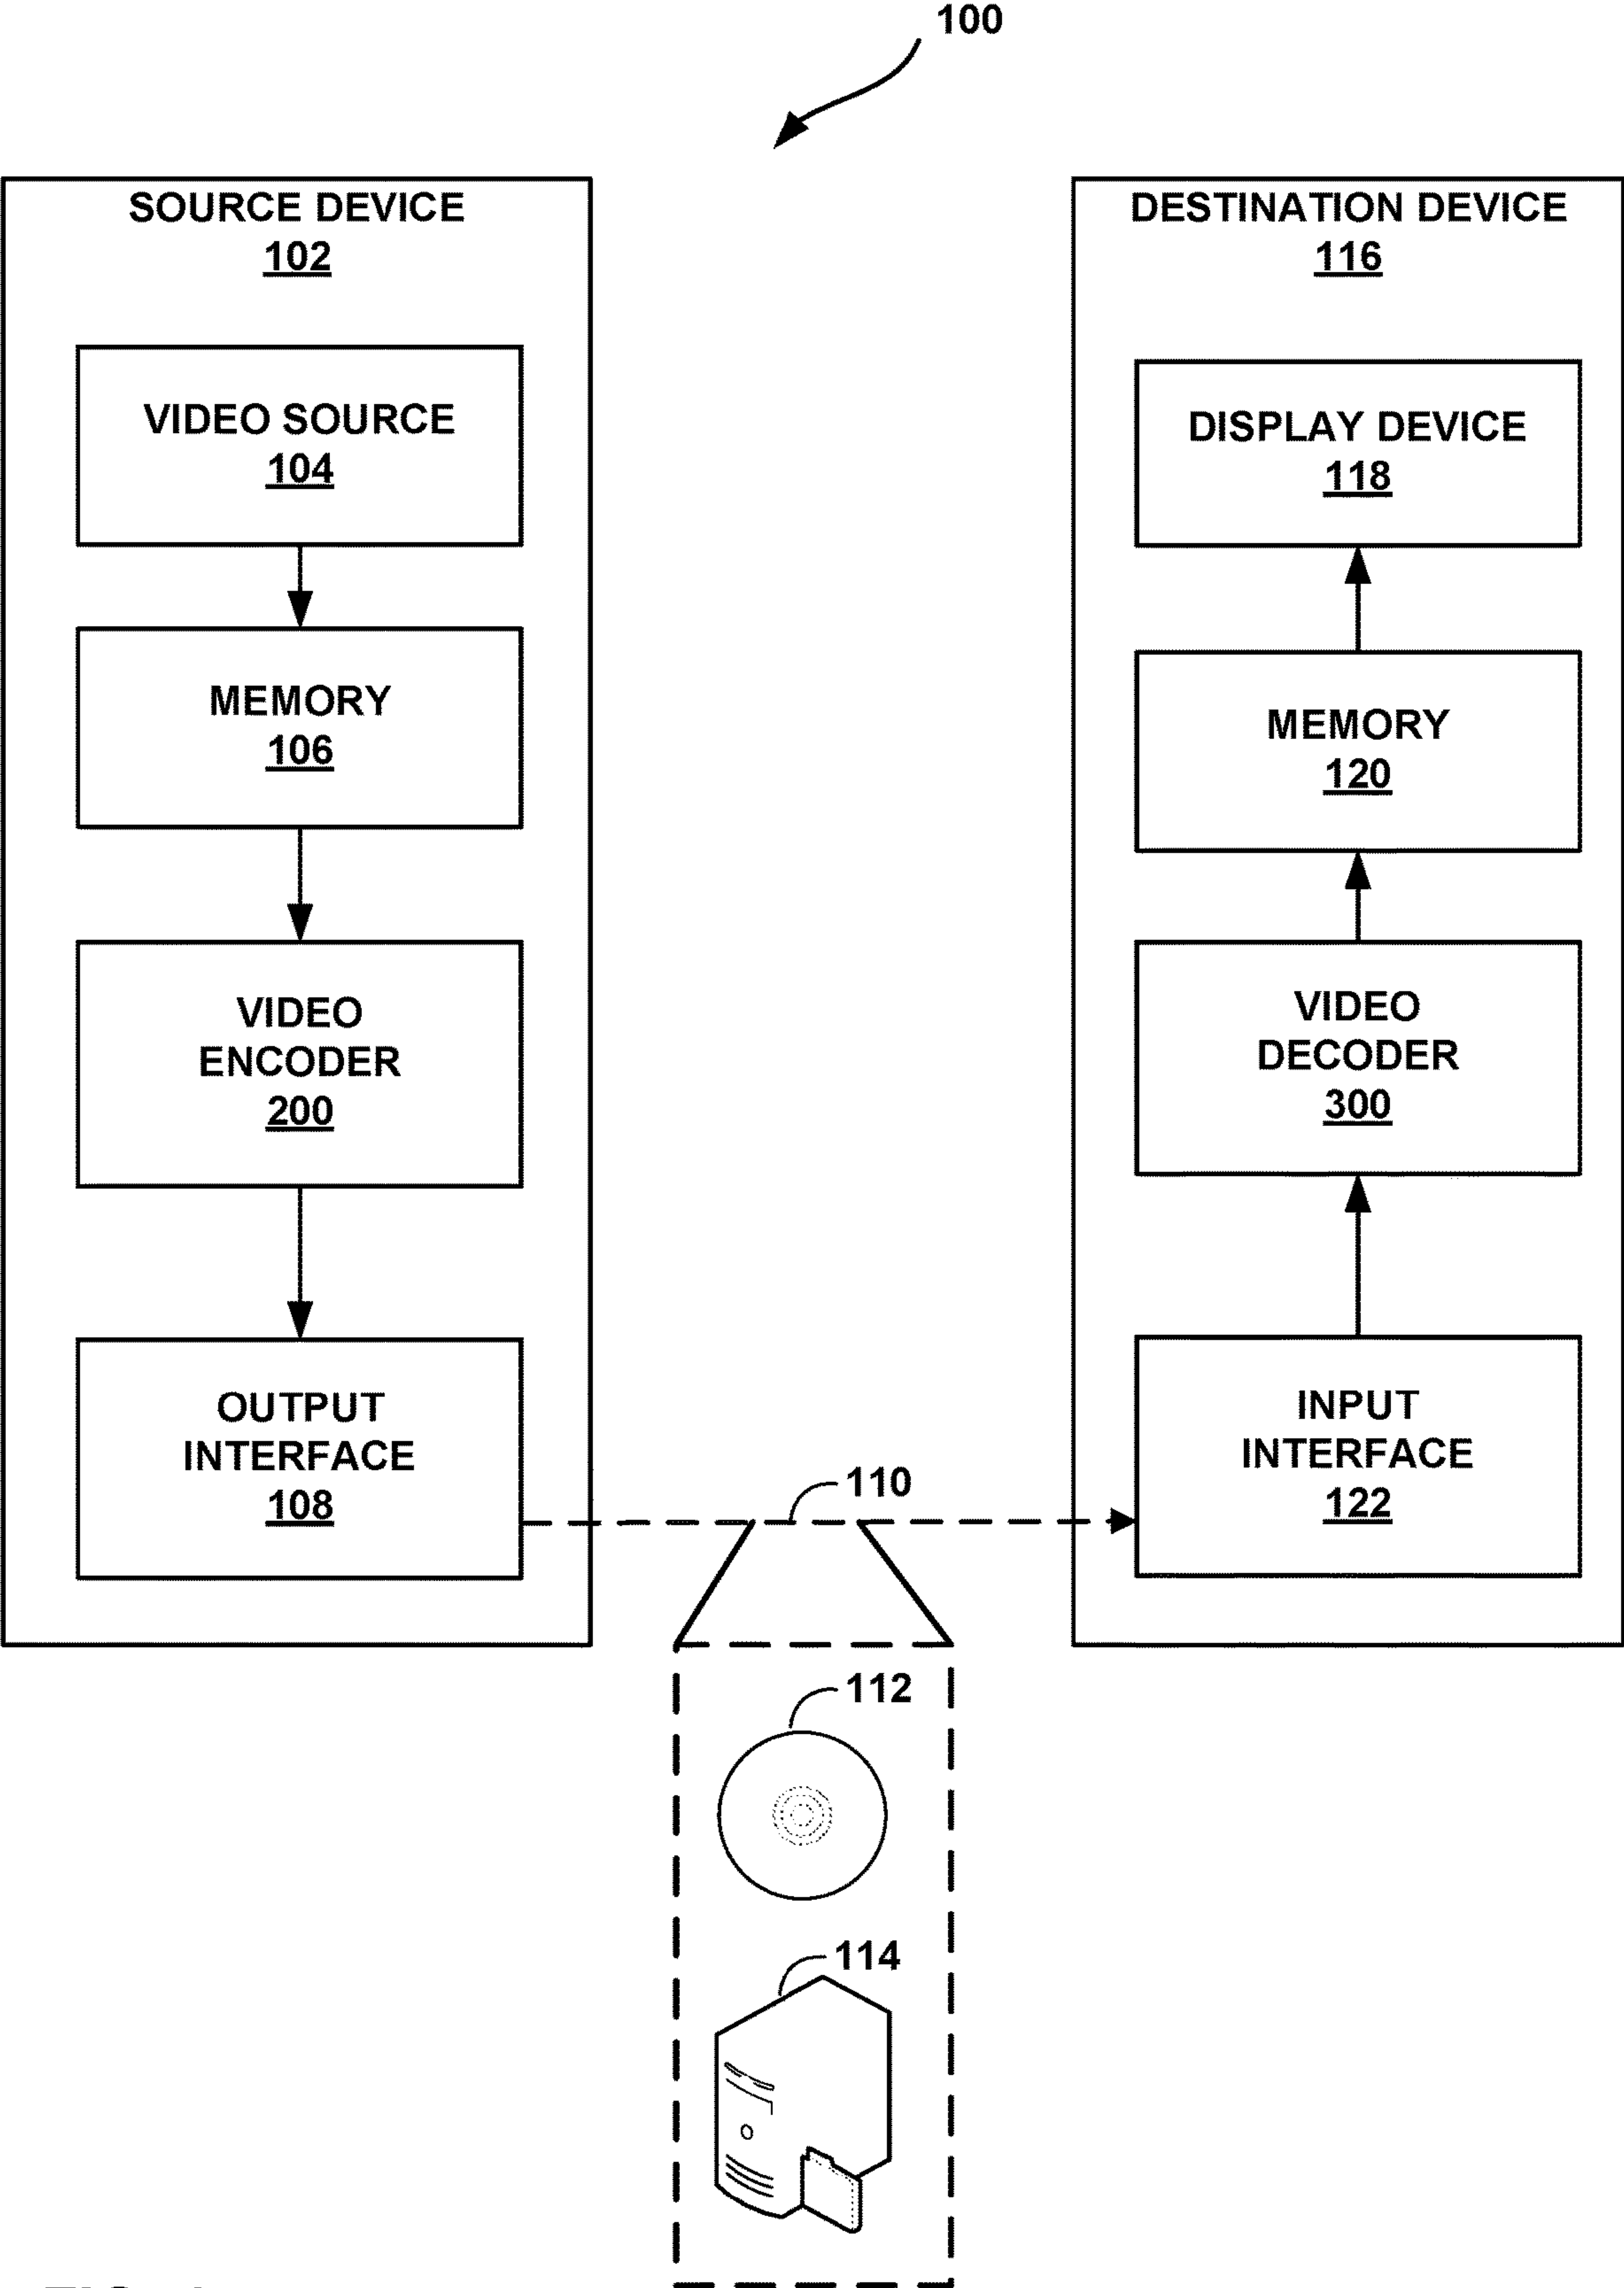 100
SOURCE DEVICE
102
VIDEO SOURCE
104
MEMORY
106
VIDEO
ENCODER
200
OUTPUT
INTERFACE
108
DESTINATION DEVICE
116
DISPLAY DEVICE
118
MEMORY
120
VIDEO
DECODER
300
INPUT
INTERFACE
122
110
112
114